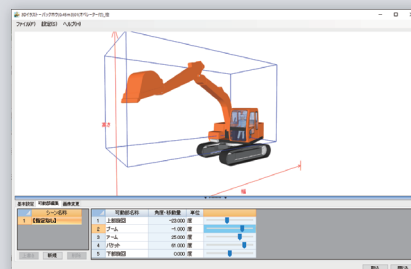 ファイル(F) 設定(S) ヘルプ(H)
高さ
幅
基本設定 可動部編集 画像変更
シーン名称
1 【指定なし】
上書き 新規
可動部名称 角度・移動量 単位
1 上部旋回 -23.000 度
2 ブーム -1.000 度
3 アーム 25.000 度
4 バケット 61.000 度
5 下部旋回 0.000 度